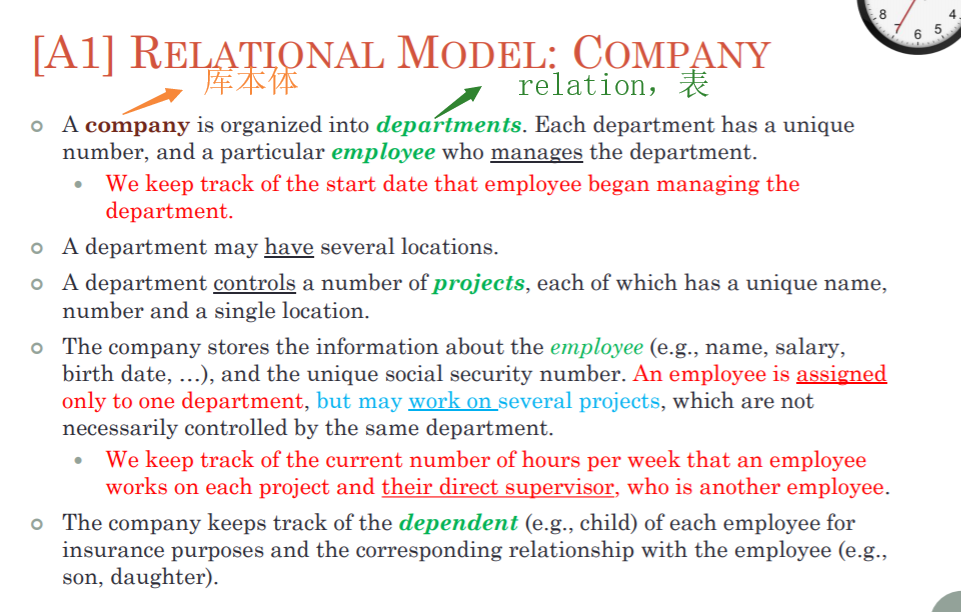 [A1] RELATIONAL MODEL: COMPANY
库本体
relation，表
A company is organized into departments. Each department has a unique
number, and a particular employee who manages the department.
We keep track of the start date that employee began managing the
department.
A department may have several locations.
A department controls a number of projects, each of which has a unique name,
number and a single location.
The company stores the information about the employee (e.g., name, salary,
birth date, …), and the unique social security number. An employee is assigned
only to one department, but may work on several projects, which are not
necessarily controlled by the same department.
We keep track of the current number of hours per week that an employee
works on each project and their direct supervisor, who is another employee.
The company keeps track of the dependent (e.g., child) of each employee for
insurance purposes and the corresponding relationship with the employee (e.g.,
son, daughter).
8
7
6
5
4